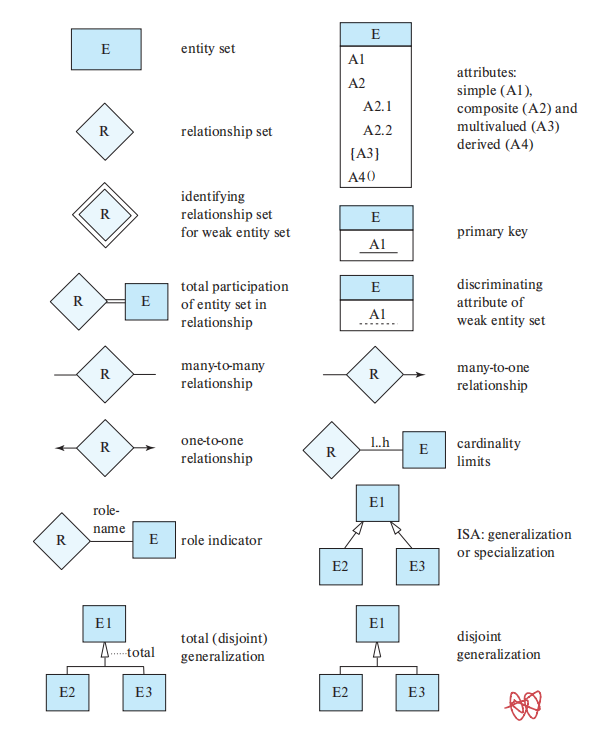 E
entity set
R
relationship set
R
identifying
relationship set
for weak entity set
R
E
total participation
of entity set in
relationship
R
many-to-many
relationship
R
one-to-one
relationship
R
role-
name
E
role indicator
E1
total
E2
E3
total (disjoint)
generalization
E
A1
A2
A2.1
A2.2
[A3]
A4()
attributes:
simple (A1),
composite (A2) and
multivalued (A3)
derived (A4)
E
A1
primary key
E
A1
discriminating
attribute of
weak entity set
R
many-to-one
relationship
R
l..h
E
cardinality
limits
E1
E2
E3
ISA: generalization
or specialization
E1
E2
E3
disjoint
generalization